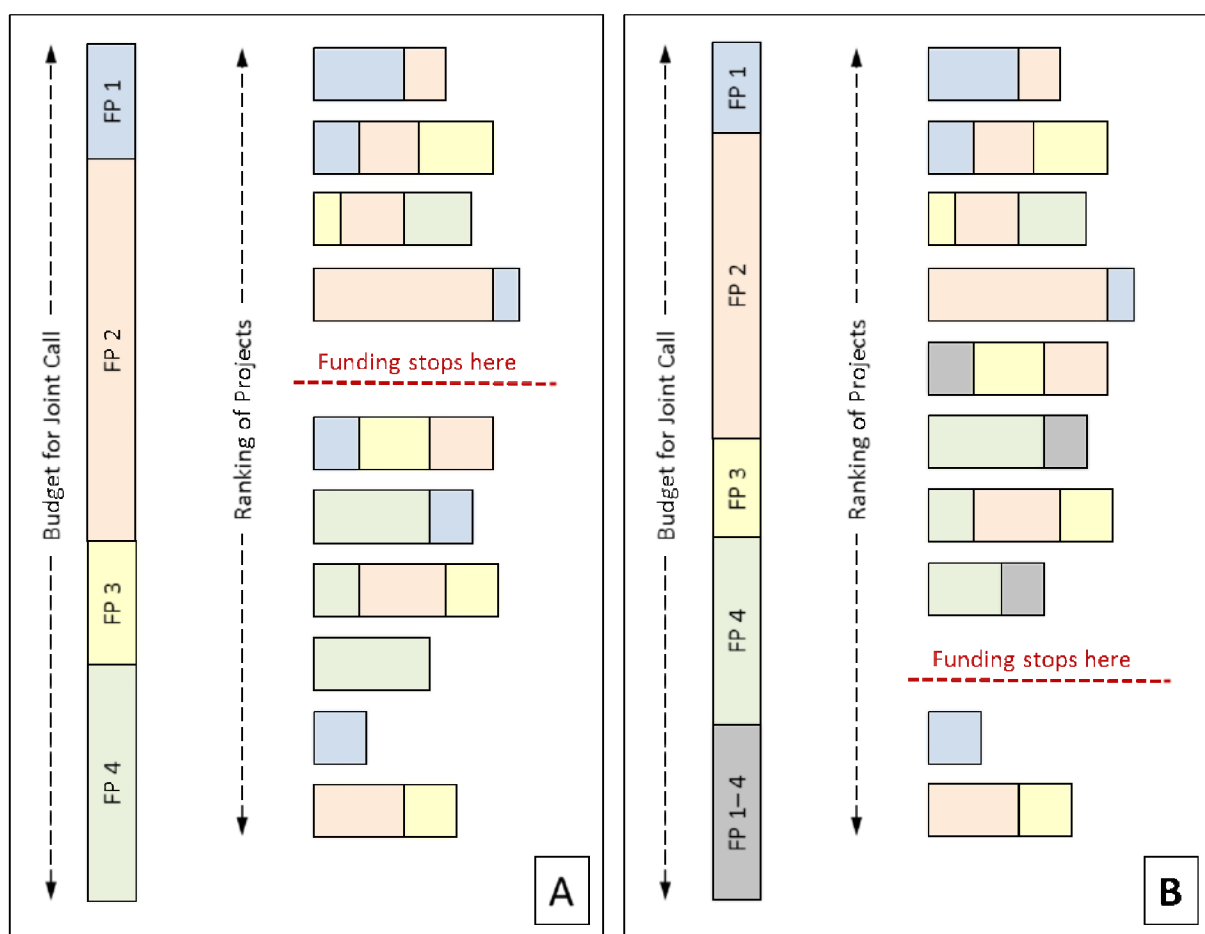 Budget for Joint Call
FP 1
FP 2
FP 3
FP 4
Ranking of Projects
Funding stops here
A
Budget for Joint Call
FP 1
FP 2
FP 3
FP 4
FP 1–4
Ranking of Projects
Funding stops here
B